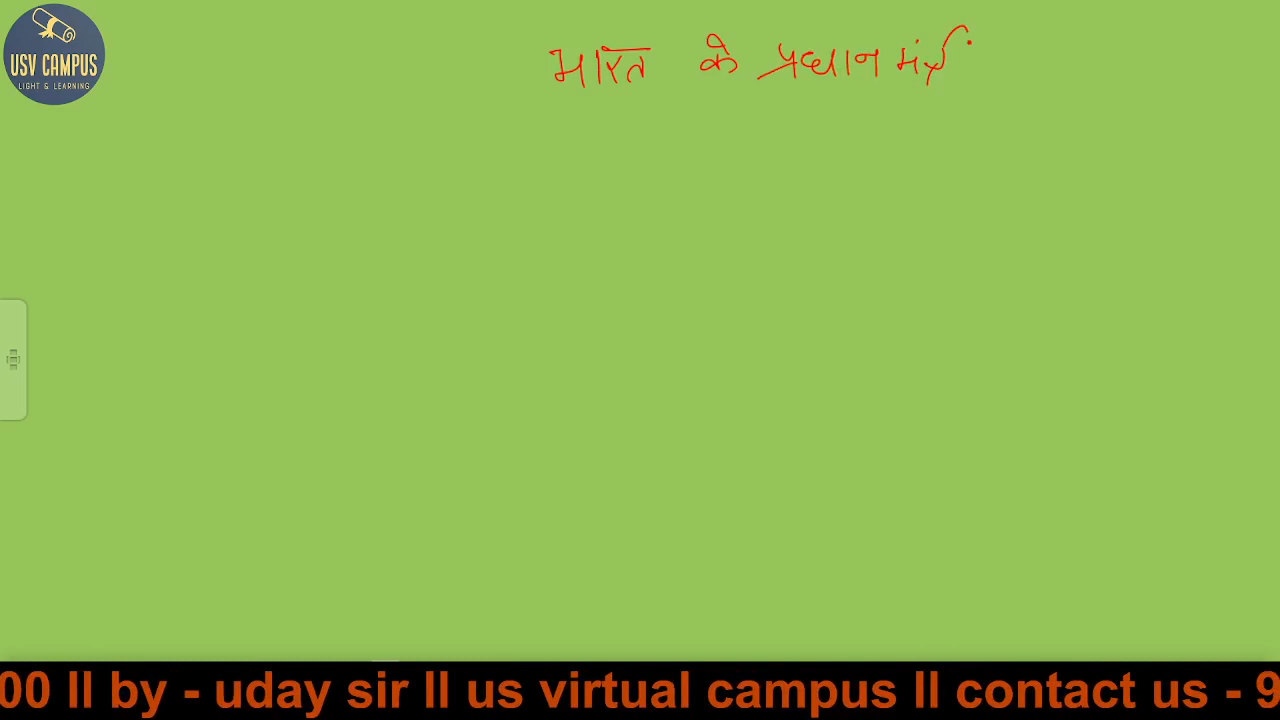 भारत के प्रधान मंत्री
USV CAMPUS
LIGHT & LEARNING
00 ll by - uday sir ll us virtual campus ll contact us - 9